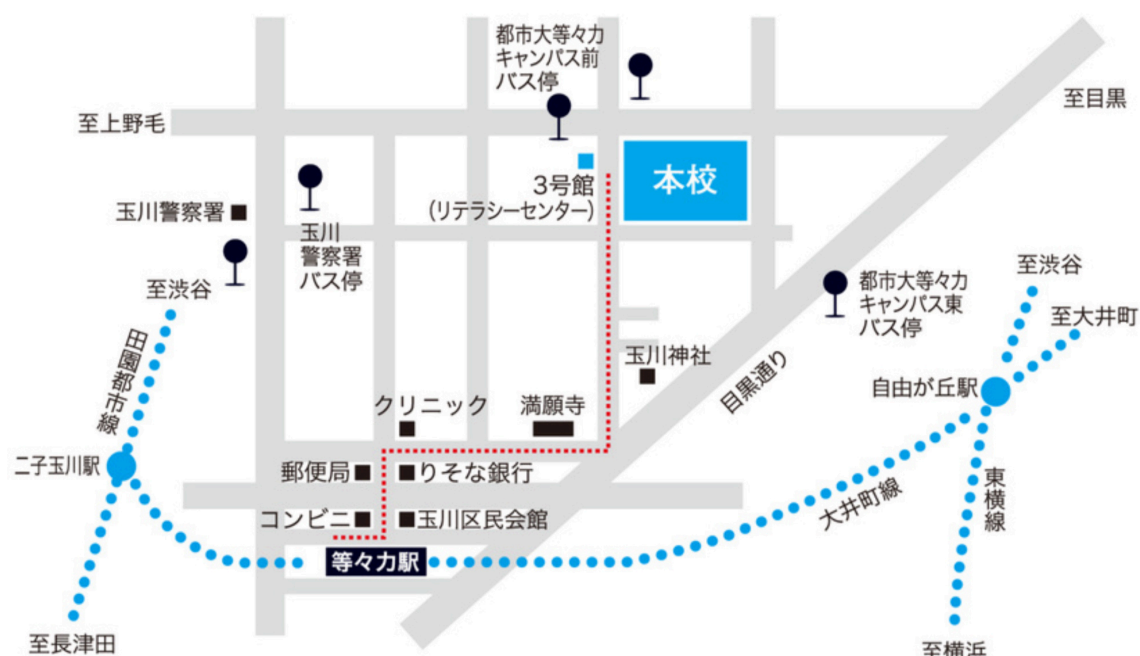 都市大等々力
キャンパス前
バス停
至目黒
至上野毛
本校
3号館
(リテラシーセンター)
玉川警察署
玉川
警察署
バス停
至渋谷
田園都市線
都市大等々力
キャンパス東
バス停
至渋谷
至大井町
玉川神社
目黒通り
自由が丘駅
クリニック
満願寺
二子玉川駅
郵便局
りそな銀行
大井町線
東横線
コンビニ
玉川区民会館
等々力駅
至長津田
至横浜